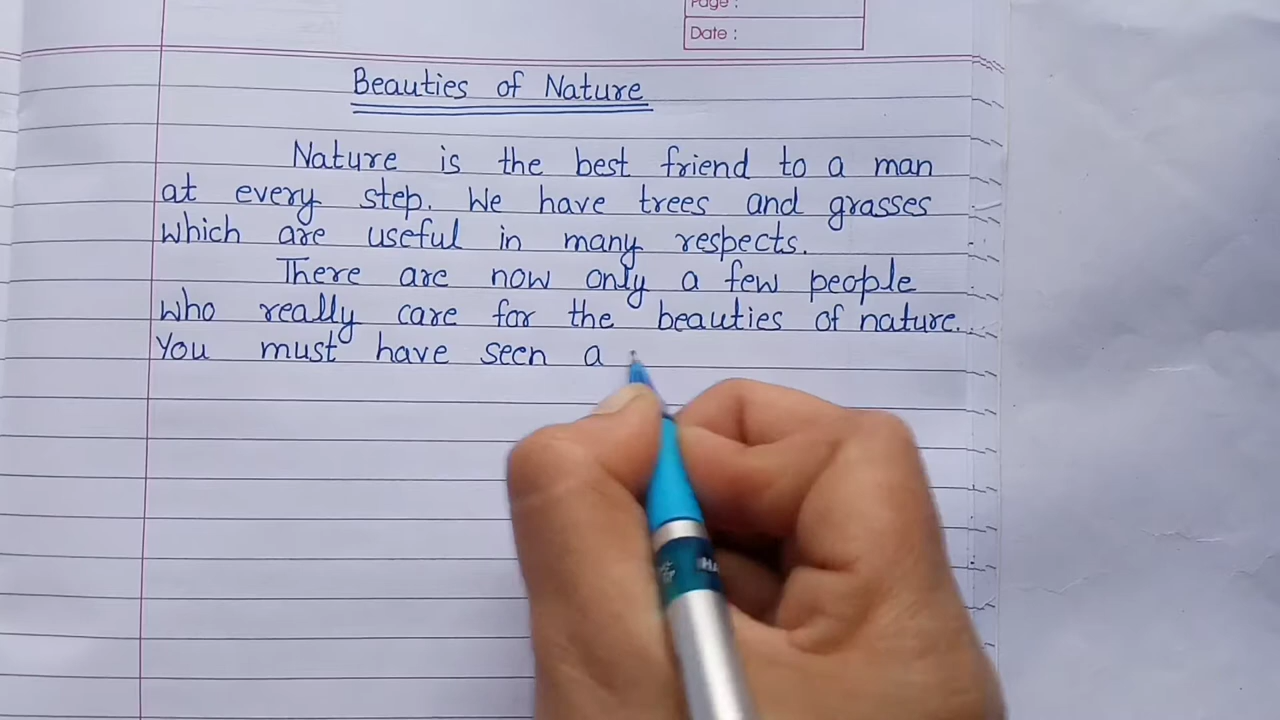 Page :
Date :
Beauties of Nature
Nature is the best friend to a man
at every step. We have trees and grasses
which are useful in many respects.
There are now only a few people
who really care for the beauties of nature.
You must have seen a